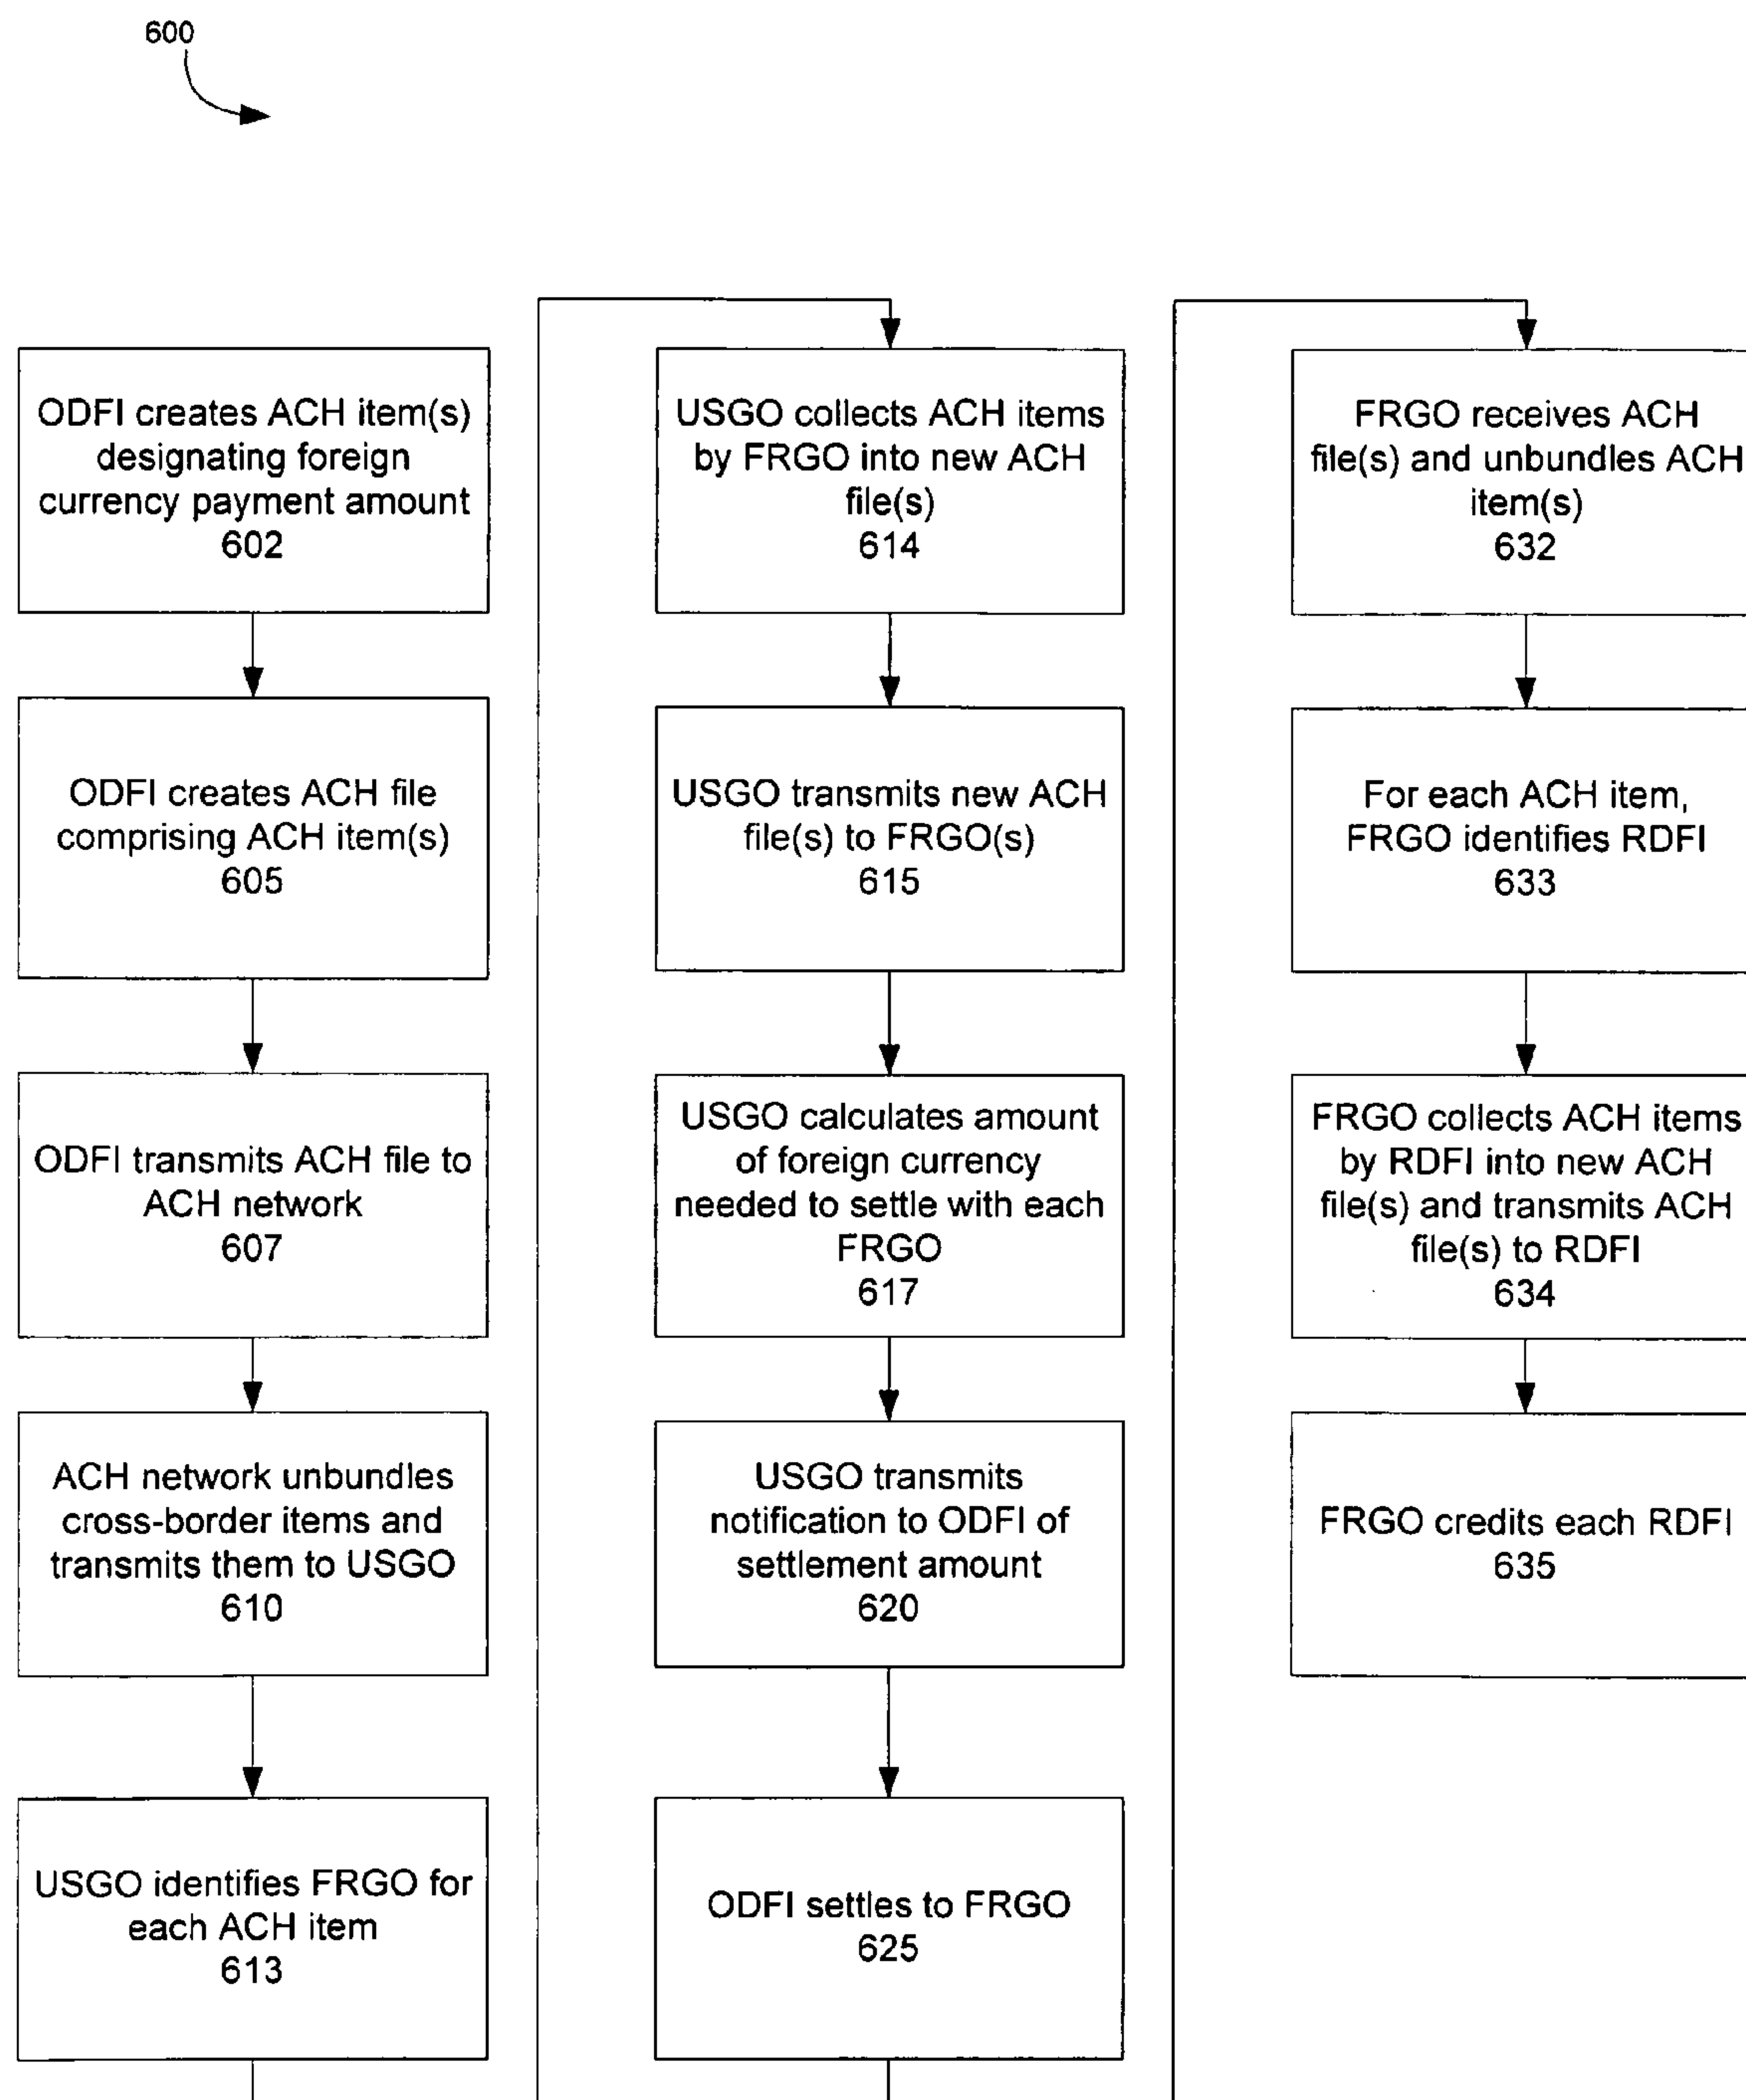 600
ODFI creates ACH item(s)
designating foreign
currency payment amount
602
ODFI creates ACH file
comprising ACH item(s)
605
ODFI transmits ACH file to
ACH network
607
ACH network unbundles
cross-border items and
transmits them to USGO
610
USGO identifies FRGO for
each ACH item
613
USGO collects ACH items
by FRGO into new ACH
file(s)
614
USGO transmits new ACH
file(s) to FRGO(s)
615
USGO calculates amount
of foreign currency
needed to settle with each
FRGO
617
USGO transmits
notification to ODFI of
settlement amount
620
ODFI settles to FRGO
625
FRGO receives ACH
file(s) and unbundles ACH
item(s)
632
For each ACH item,
FRGO identifies RDFI
633
FRGO collects ACH items
by RDFI into new ACH
file(s) and transmits ACH
file(s) to RDFI
634
FRGO credits each RDFI
635